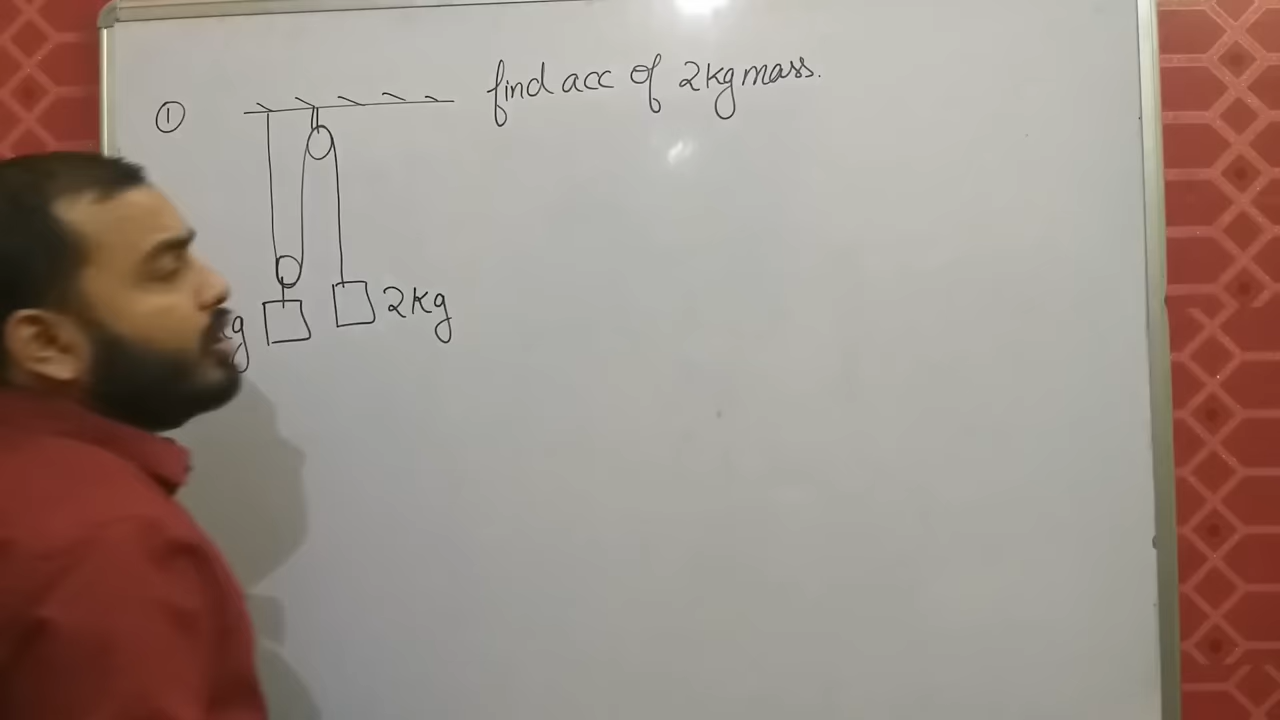 ① find acc of 2kg mass.
2kg